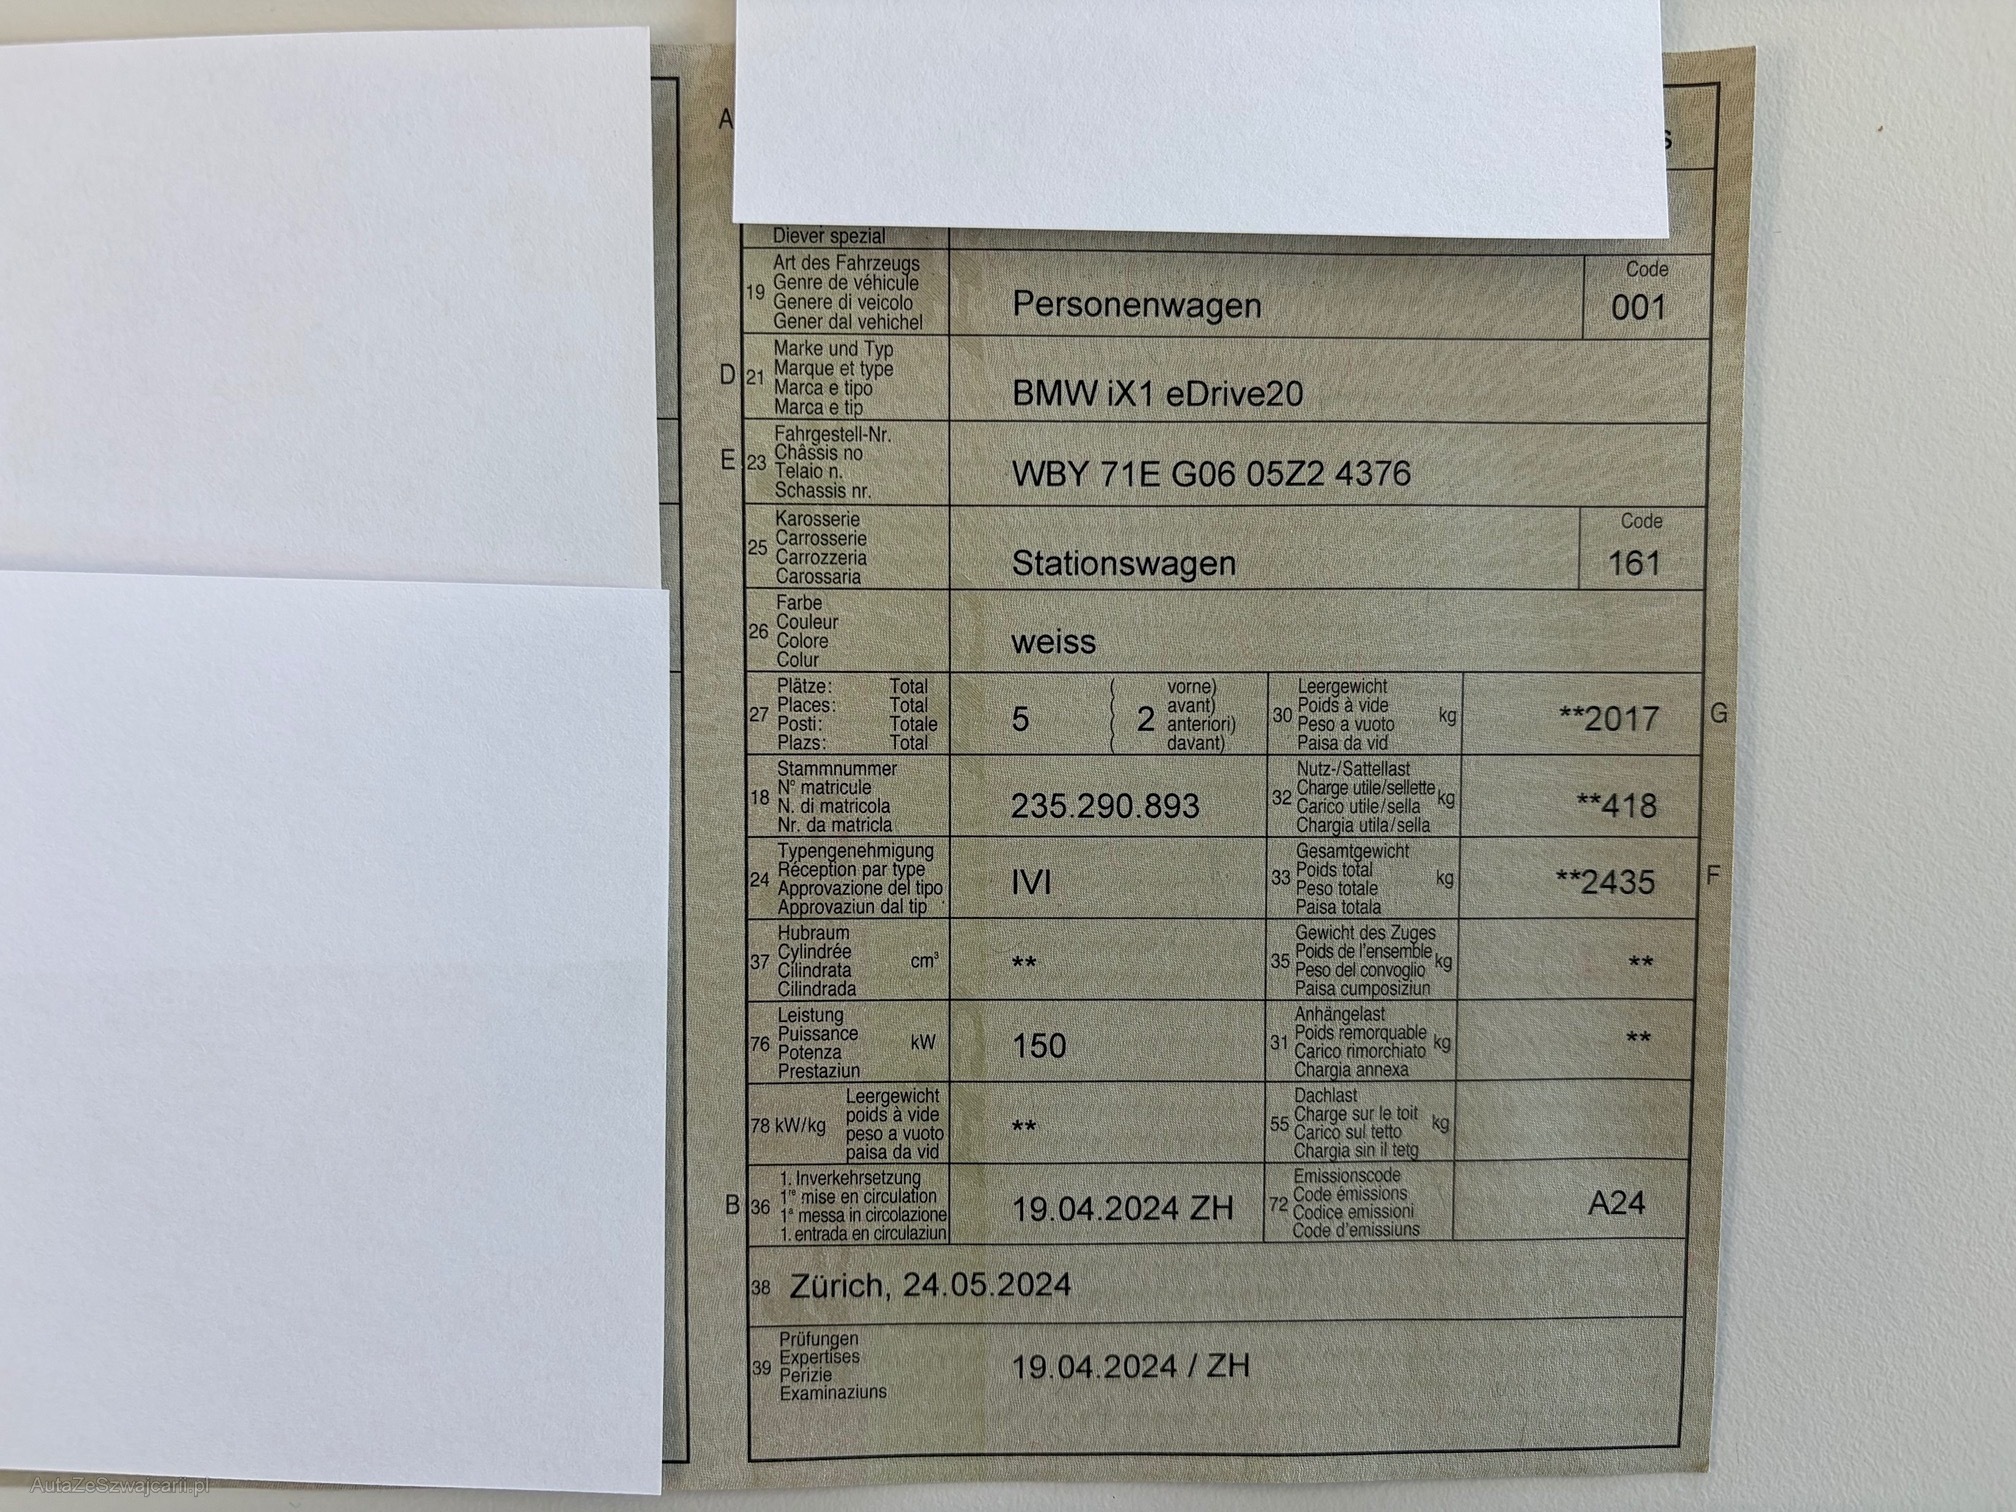 A
s
Diever spezial
19 Art des Fahrzeugs
Genre de véhicule
Genere di veicolo
Gener dal vehichel
Personenwagen
Code
001
D 21 Marke und Typ
Marque et type
Marca e tipo
Marca e tip
BMW iX1 eDrive20
E 23 Fahrgestell-Nr.
Châssis no
Telaio n.
Schassis nr.
WBY 71E G06 05Z2 4376
25 Karosserie
Carrosserie
Carrozzeria
Carossaria
Stationswagen
Code
161
26 Farbe
Couleur
Colore
Colur
weiss
27 Plätze: Total
Places: Total
Posti: Totale
Plazs: Total
5
( vorne)
( avant)
( 2 anteriori)
( davant)
30 Leergewicht
Poids à vide
Peso a vuoto
Paisa da vid
kg
**2017
G
18 Stammnummer
N° matricule
N. di matricola
Nr. da matricla
235.290.893
32 Nutz-/Sattellast
Charge utile/sellette
Carico utile/sella
Chargia utila/sella
kg
**418
24 Typengenehmigung
Réception par type
Approvazione del tipo
Approvaziun dal tip
IVI
33 Gesamtgewicht
Poids total
Peso totale
Paisa totala
kg
**2435
F
37 Hubraum
Cylindrée
Cilindrata
Cilindrada
cm³
**
35 Gewicht des Zuges
Poids de l'ensemble
Peso del convoglio
Paisa cumposiziun
kg
**
76 Leistung
Puissance
Potenza
Prestaziun
kW
150
31 Anhängelast
Poids remorquable
Carico rimorchiato
Chargia annexa
kg
**
78 kW/kg
Leergewicht
poids à vide
peso a vuoto
paisa da vid
**
55 Dachlast
Charge sur le toit
Carico sul tetto
Chargia sin il tetg
kg
B 36 1. Inverkehrsetzung
1re mise en circulation
1a messa in circolazione
1. entrada en circulaziun
19.04.2024 ZH
72 Emissionscode
Code émissions
Codice emissioni
Code d'emissiuns
A24
38 Zürich, 24.05.2024
39 Prüfungen
Expertises
Perizie
Examinaziuns
19.04.2024 / ZH
AutaZeSzwajcarii.pl